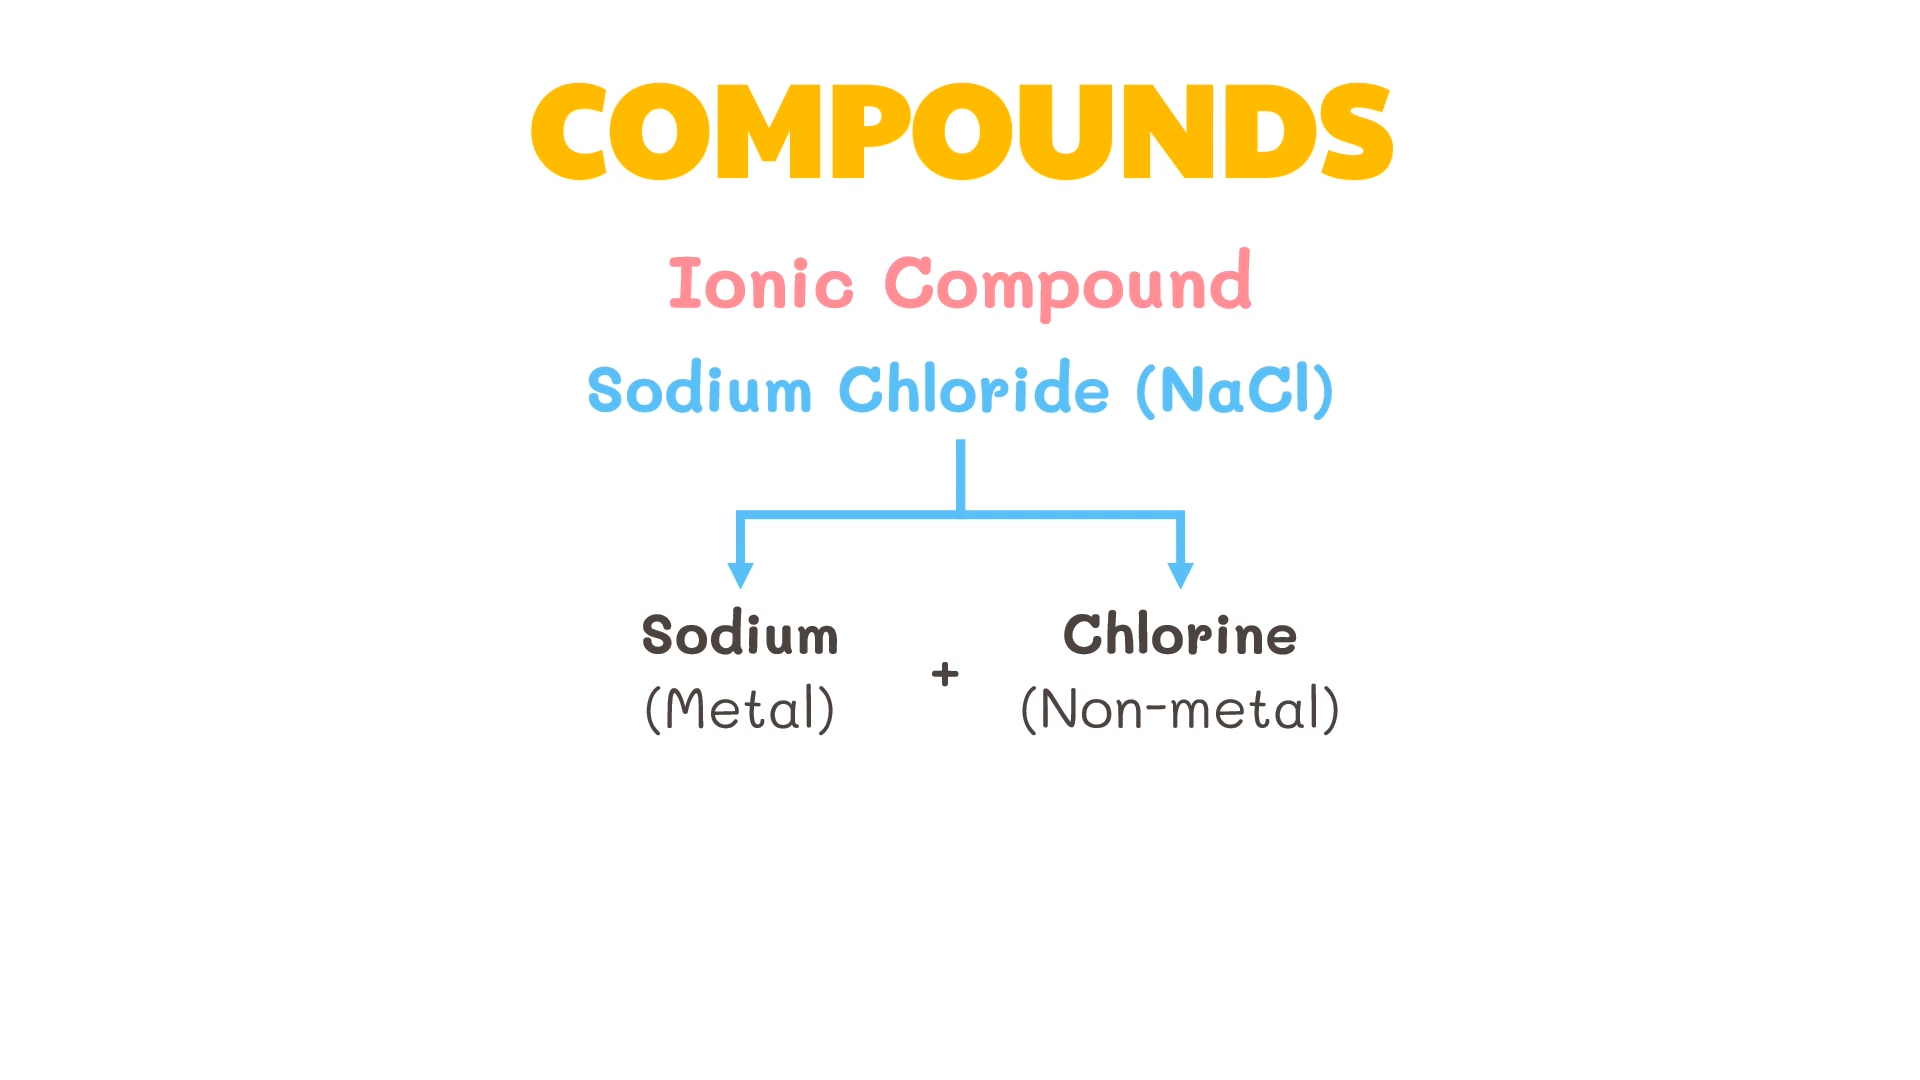 COMPOUNDS
Ionic Compound
Sodium Chloride (NaCl)
Sodium
(Metal)
+
Chlorine
(Non-metal)